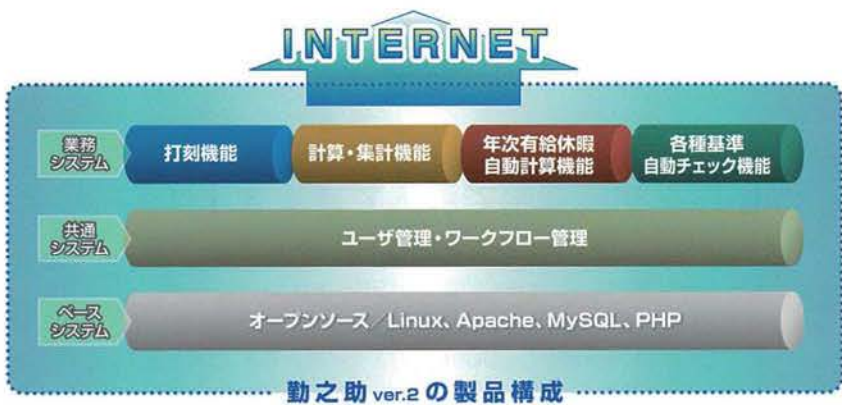 INTERNET
業務
システム
打刻機能
計算・集計機能
年次有給休暇
自動計算機能
各種基準
自動チェック機能
共通
システム
ユーザ管理・ワークフロー管理
ベース
システム
オープンソース/Linux、Apache、MySQL、PHP
勤之助 ver.2 の製品構成